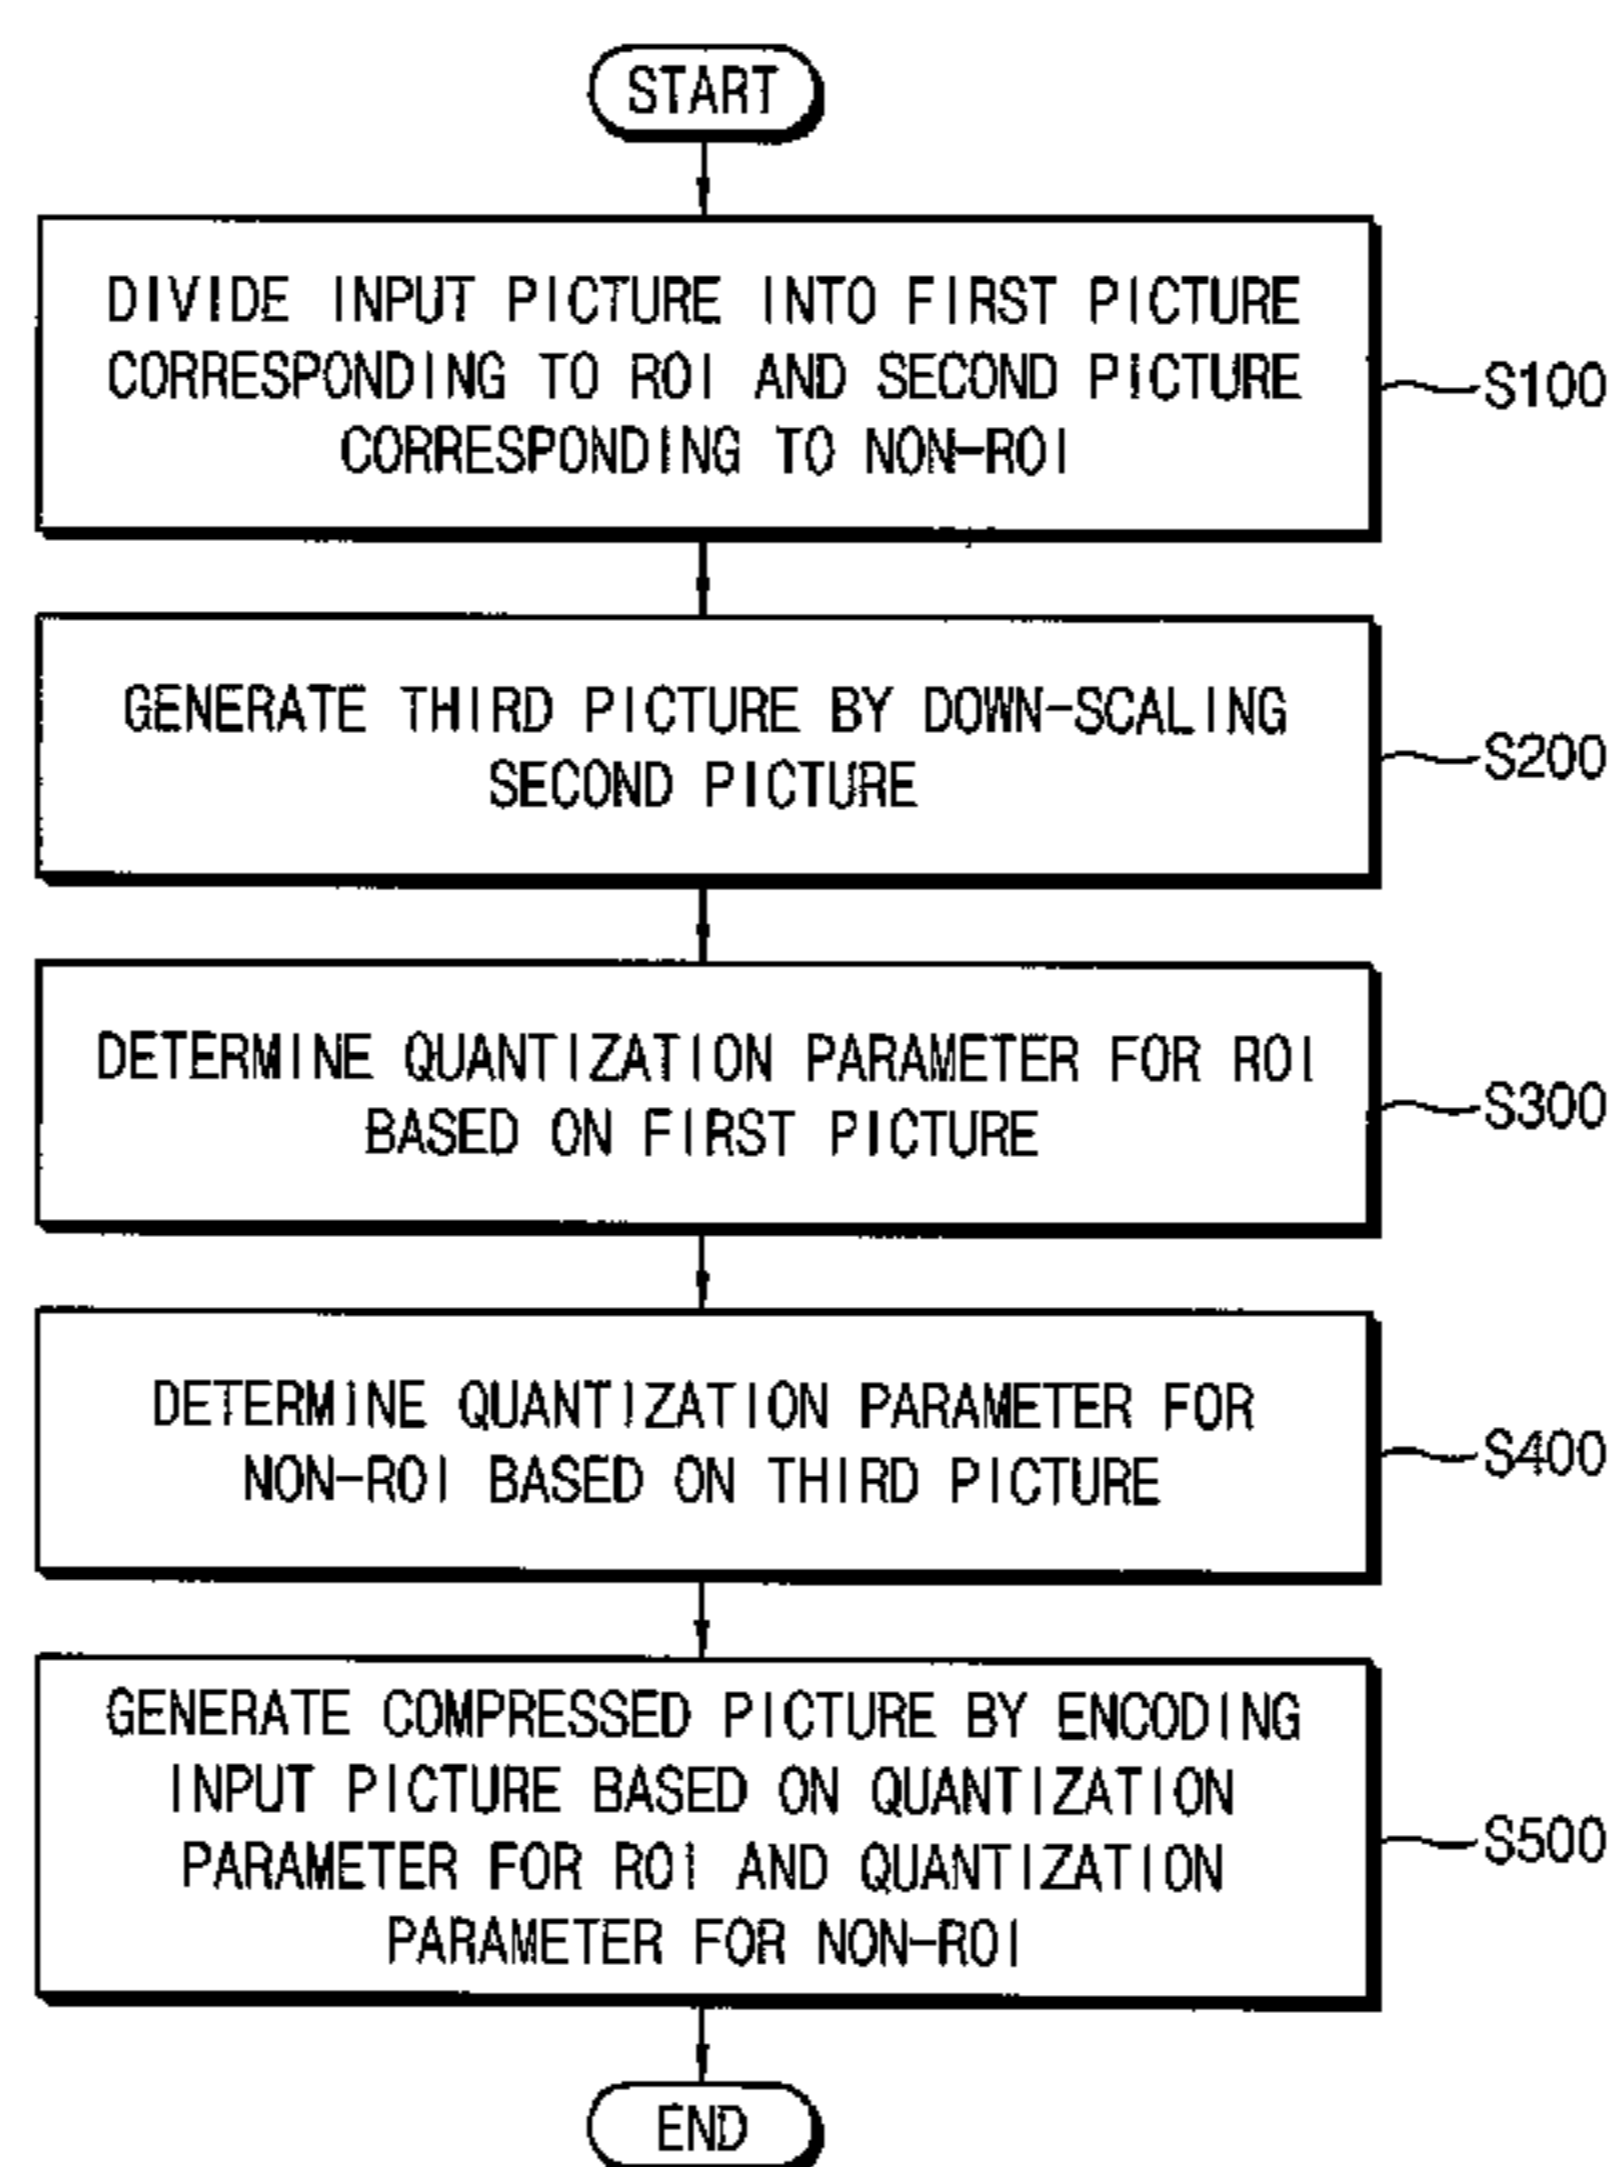 START
DIVIDE INPUT PICTURE INTO FIRST PICTURE
CORRESPONDING TO ROI AND SECOND PICTURE
CORRESPONDING TO NON-ROI
S100
GENERATE THIRD PICTURE BY DOWN-SCALING
SECOND PICTURE
S200
DETERMINE QUANTIZATION PARAMETER FOR ROI
BASED ON FIRST PICTURE
S300
DETERMINE QUANTIZATION PARAMETER FOR
NON-ROI BASED ON THIRD PICTURE
S400
GENERATE COMPRESSED PICTURE BY ENCODING
INPUT PICTURE BASED ON QUANTIZATION
PARAMETER FOR ROI AND QUANTIZATION
PARAMETER FOR NON-ROI
S500
END